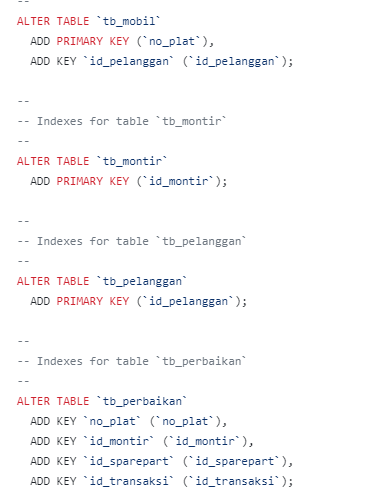 --
ALTER TABLE `tb_mobil`
  ADD PRIMARY KEY (`no_plat`),
  ADD KEY `id_pelanggan` (`id_pelanggan`);

--
-- Indexes for table `tb_montir`
--
ALTER TABLE `tb_montir`
  ADD PRIMARY KEY (`id_montir`);

--
-- Indexes for table `tb_pelanggan`
--
ALTER TABLE `tb_pelanggan`
  ADD PRIMARY KEY (`id_pelanggan`);

--
-- Indexes for table `tb_perbaikan`
--
ALTER TABLE `tb_perbaikan`
  ADD KEY `no_plat` (`no_plat`),
  ADD KEY `id_montir` (`id_montir`),
  ADD KEY `id_sparepart` (`id_sparepart`),
  ADD KEY `id_transaksi` (`id_transaksi`);